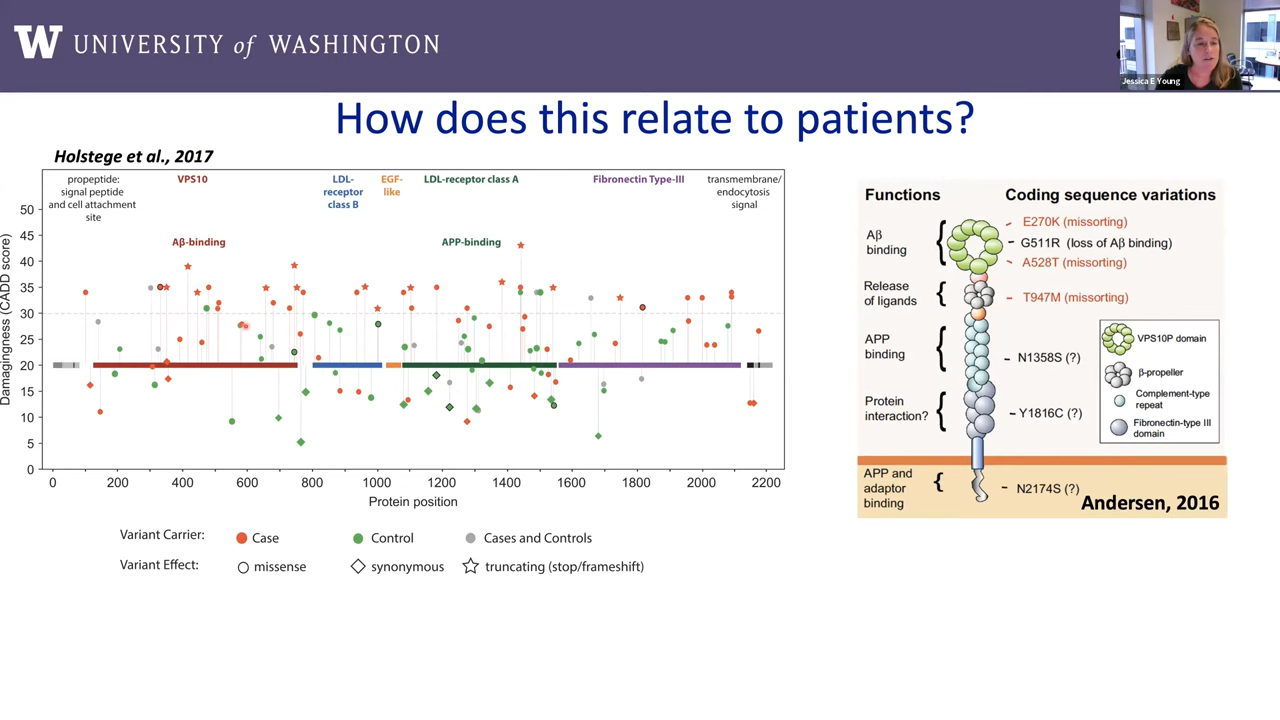 W UNIVERSITY of WASHINGTON
Jessica E Young
How does this relate to patients?
Holstege et al., 2017
propeptide:
signal peptide
and cell attachment
site
VPS10
LDL-
receptor
class B
EGF-
like
LDL-receptor class A
Fibronectin Type-III
transmembrane/
endocytosis
signal
Aβ-binding
APP-binding
Damagingness (CADD score)
50
45
40
35
30
25
20
15
10
5
0
0 200 400 600 800 1000 1200 1400 1600 1800 2000 2200
Protein position
Variant Carrier: Case Control Cases and Controls
Variant Effect: missense synonymous truncating (stop/frameshift)
Functions Coding sequence variations
Aβ
binding
E270K (missorting)
G511R (loss of Aβ binding)
A528T (missorting)
Release
of ligands
T947M (missorting)
APP
binding
N1358S (?)
Protein
interaction?
Y1816C (?)
APP and
adaptor
binding
N2174S (?)
VPS10P domain
β-propeller
Complement-type
repeat
Fibronectin-type III
domain
Andersen, 2016